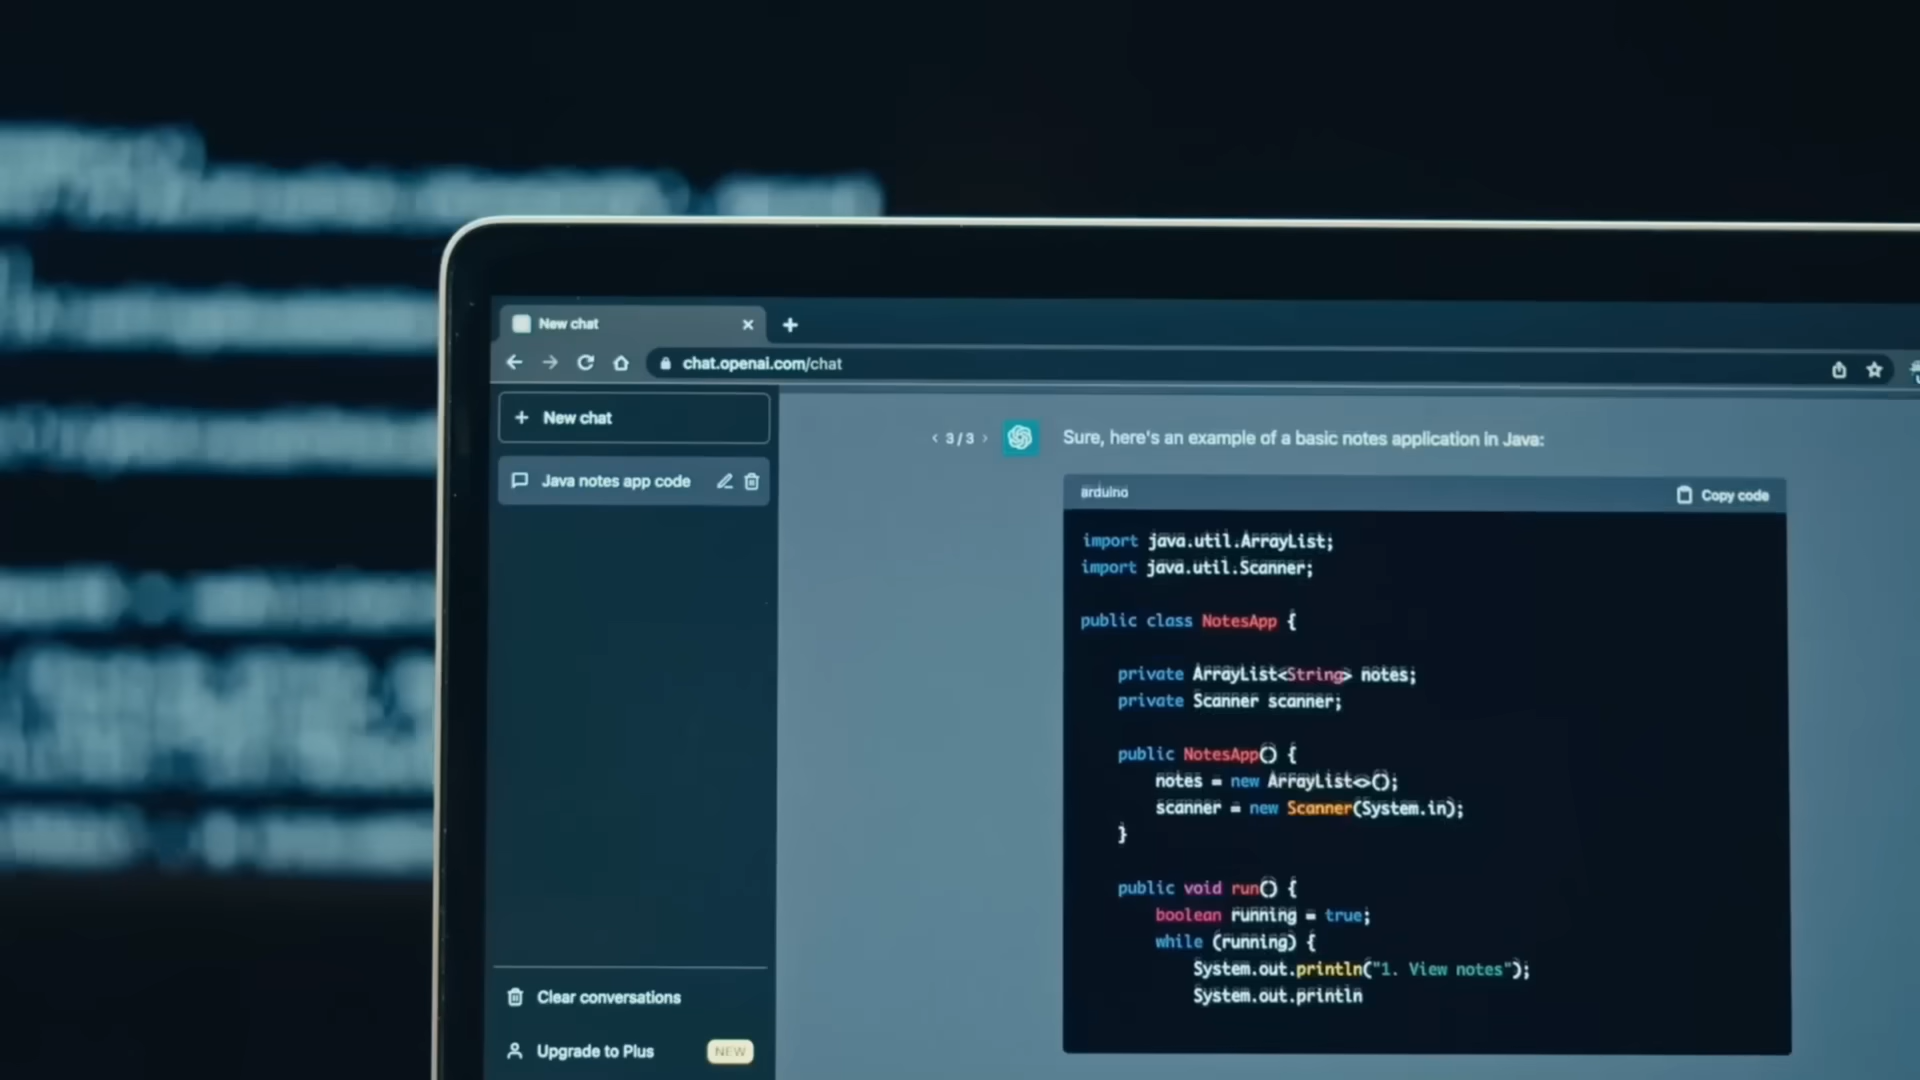 New chat
chat.openai.com/chat
+ New chat
Java notes app code
Clear conversations
Upgrade to Plus NEW
< 3 / 3 >
Sure, here's an example of a basic notes application in Java:
arduino Copy code
import java.util.ArrayList;
import java.util.Scanner;
public class NotesApp {
private ArrayList<String> notes;
private Scanner scanner;
public NotesApp() {
notes = new ArrayList<>();
scanner = new Scanner(System.in);
}
public void run() {
boolean running = true;
while (running) {
System.out.println("1. View notes");
System.out.println